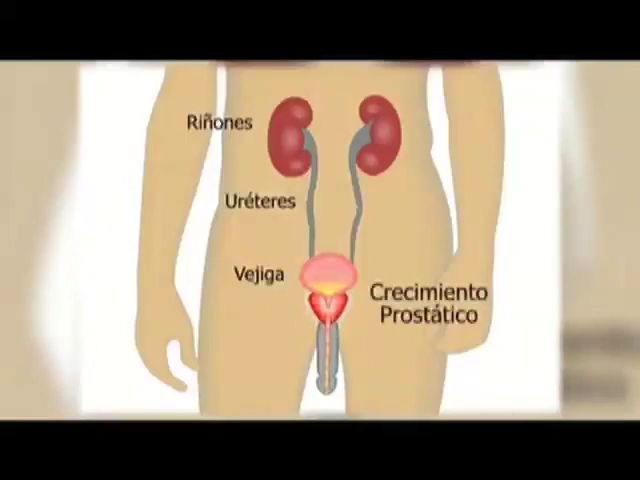 Riñones
Uréteres
Vejiga
Crecimiento
Prostático